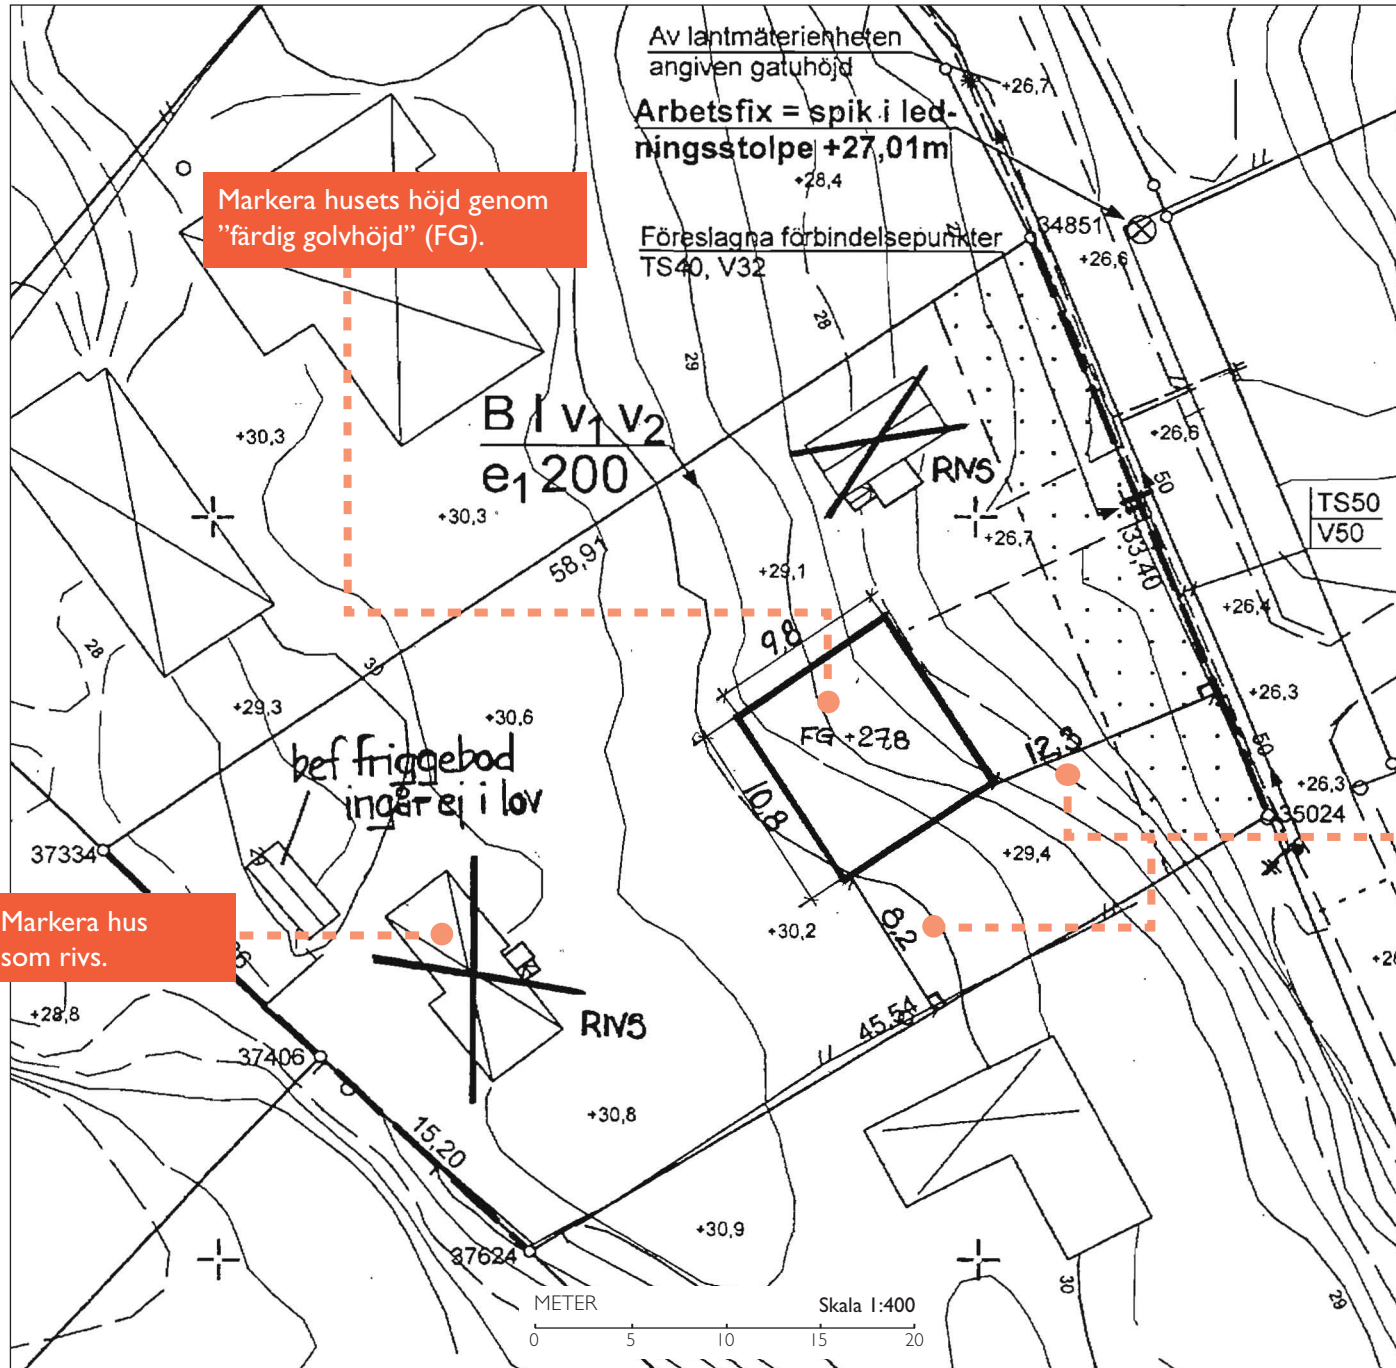 Av lantmäterienheten
angiven gatuhöjd
+26,7
Arbetsfix = spik i led-
ningsstolpe +27,01m
+28,4
Markera husets höjd genom
”färdig golvhöjd” (FG).
34851
Föreslagna förbindelsepunkter
TS40, V32
+26,6
27
28
29
B I v1 v2
e1 200
+30,3
+26,6
RIVS
50
TS50
V50
+30,3
+26,7
33,40
58,91
+29,1
+26,4
9,8
28
30
+26,3
+29,3
+30,6
FG +27,8
12,3
50
bef friggebod
ingår ej i lov
+26,3
10,8
35024
37334
29
+29,4
Markera hus
som rivs.
8,2
+30,2
+28,8
45,54
RIVS
37406
+30,8
15,20
+30,9
37624
30
29
METER
Skala 1:400
0 5 10 15 20